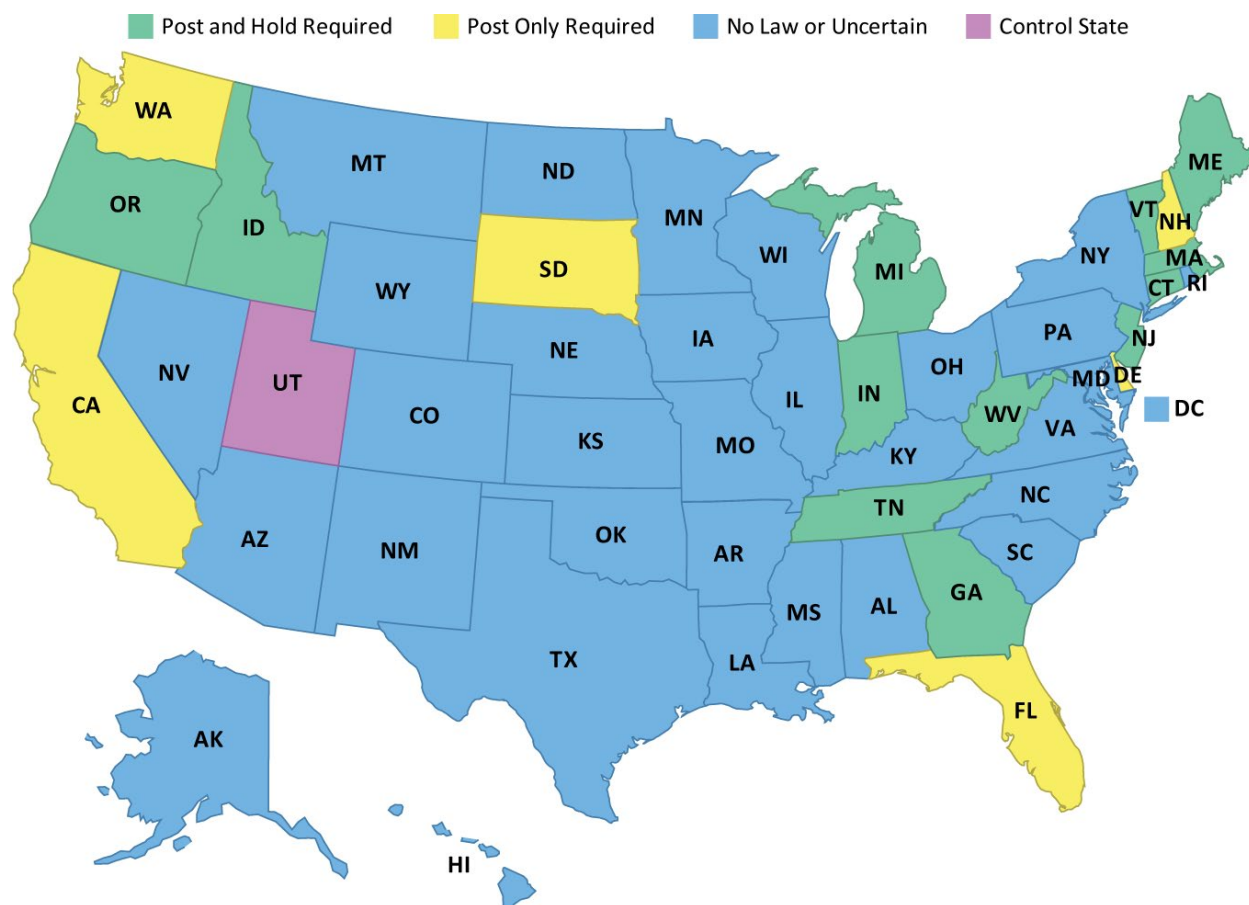 Post and Hold Required
Post Only Required
No Law or Uncertain
Control State
WA
MT
ND
ME
OR
ID
MN
VT
NH
SD
WI
MI
NY
MA
CT
RI
WY
IA
PA
NJ
NE
NV
UT
OH
MD
DE
CA
CO
IL
IN
WV
DC
KS
MO
VA
KY
NC
TN
AZ
NM
OK
AR
SC
MS
AL
GA
TX
LA
FL
AK
HI